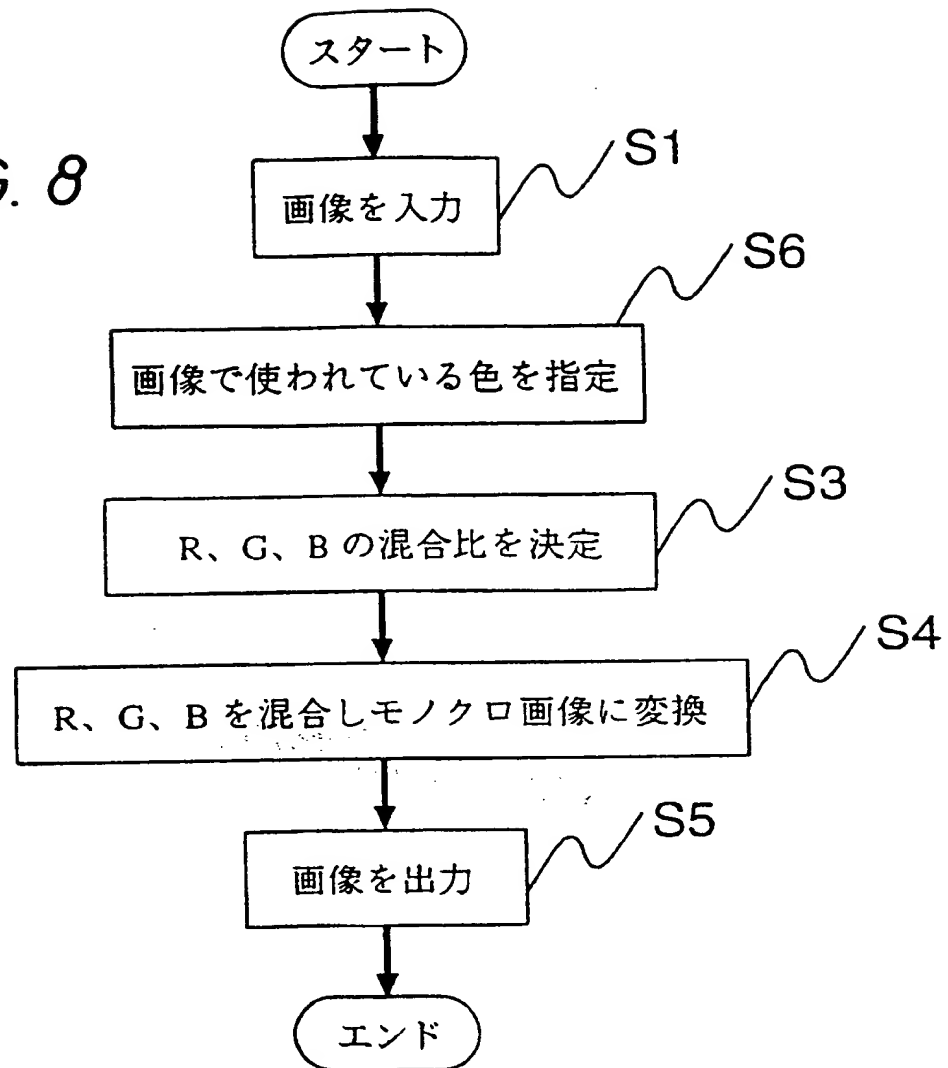 スタート
G. 8
画像を入力
S1
画像で使われている色を指定
S6
R、G、Bの混合比を決定
S3
R、G、Bを混合しモノクロ画像に変換
S4
画像を出力
S5
エンド